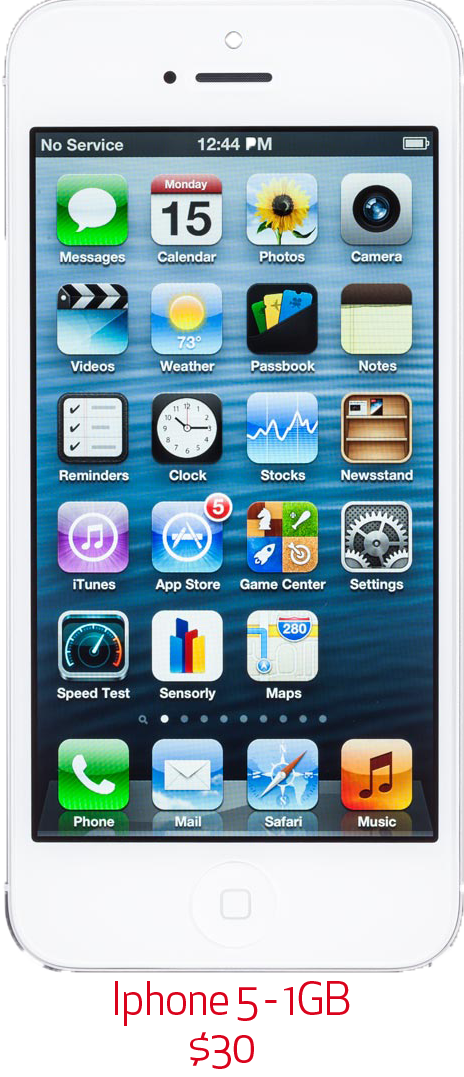 No Service 12:44 PM
Monday
15
Messages Calendar Photos Camera
73°
Videos Weather Passbook Notes
Reminders Clock Stocks Newsstand
5
iTunes App Store Game Center Settings
280
Speed Test Sensorly Maps
Phone Mail Safari Music
Iphone 5 - 1GB
$30